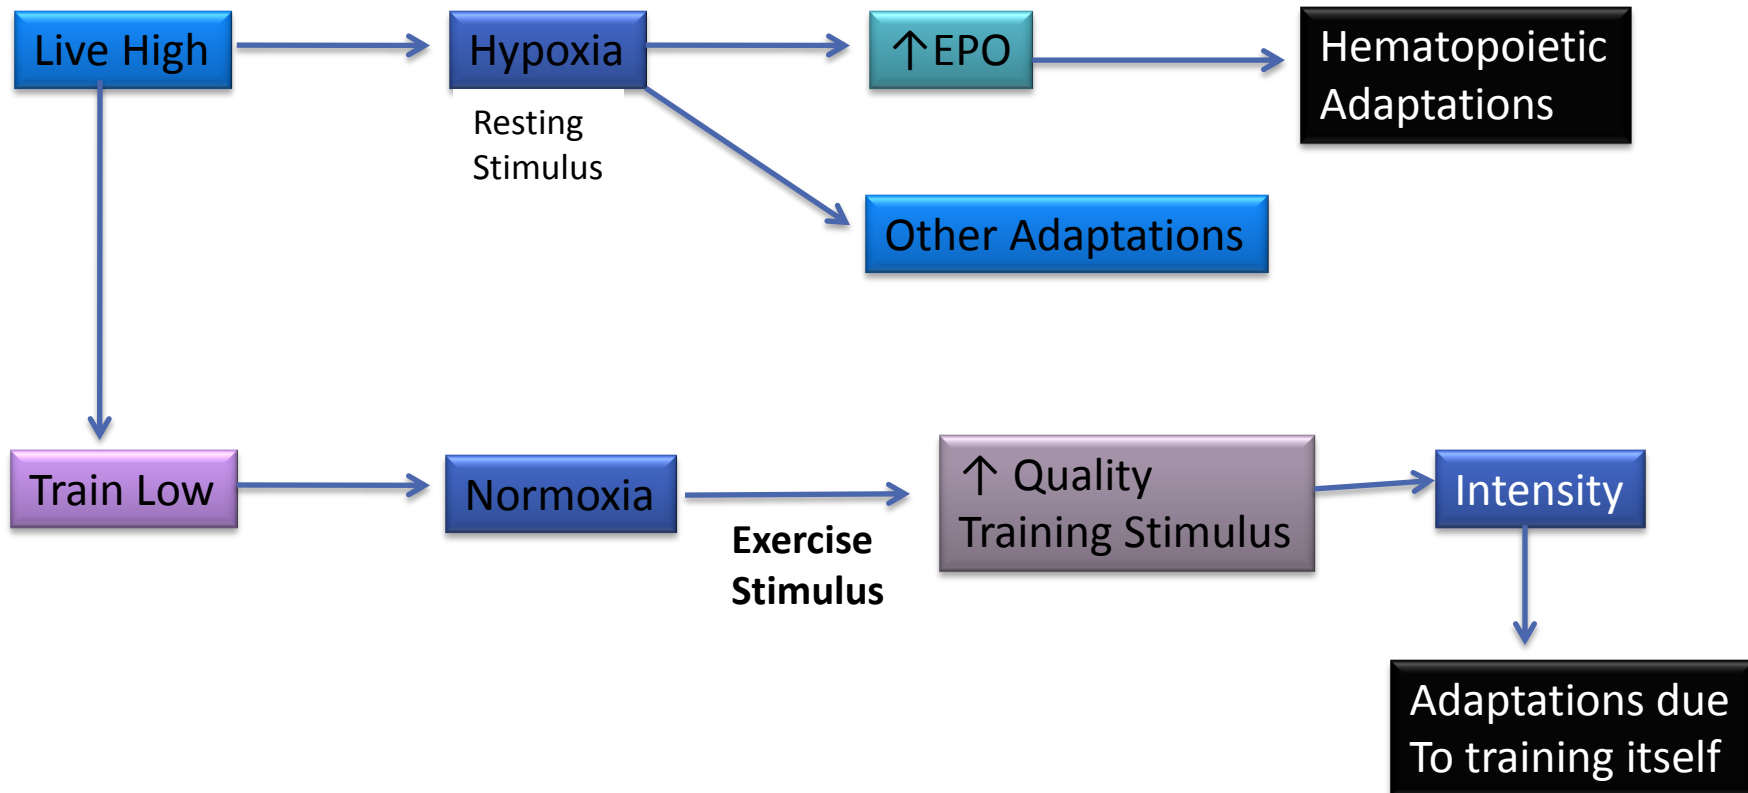 Live High
Hypoxia
↑EPO
Hematopoietic
Adaptations
Resting
Stimulus
Other Adaptations
Train Low
Normoxia
Exercise
Stimulus
↑ Quality
Training Stimulus
Intensity
Adaptations due
To training itself